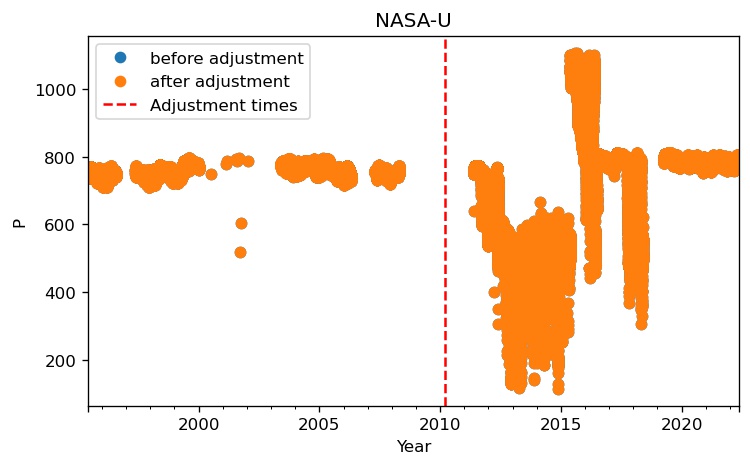 NASA-U
before adjustment
after adjustment
Adjustment times
1000
800
600
400
200
P
2000
2005
2010
2015
2020
Year